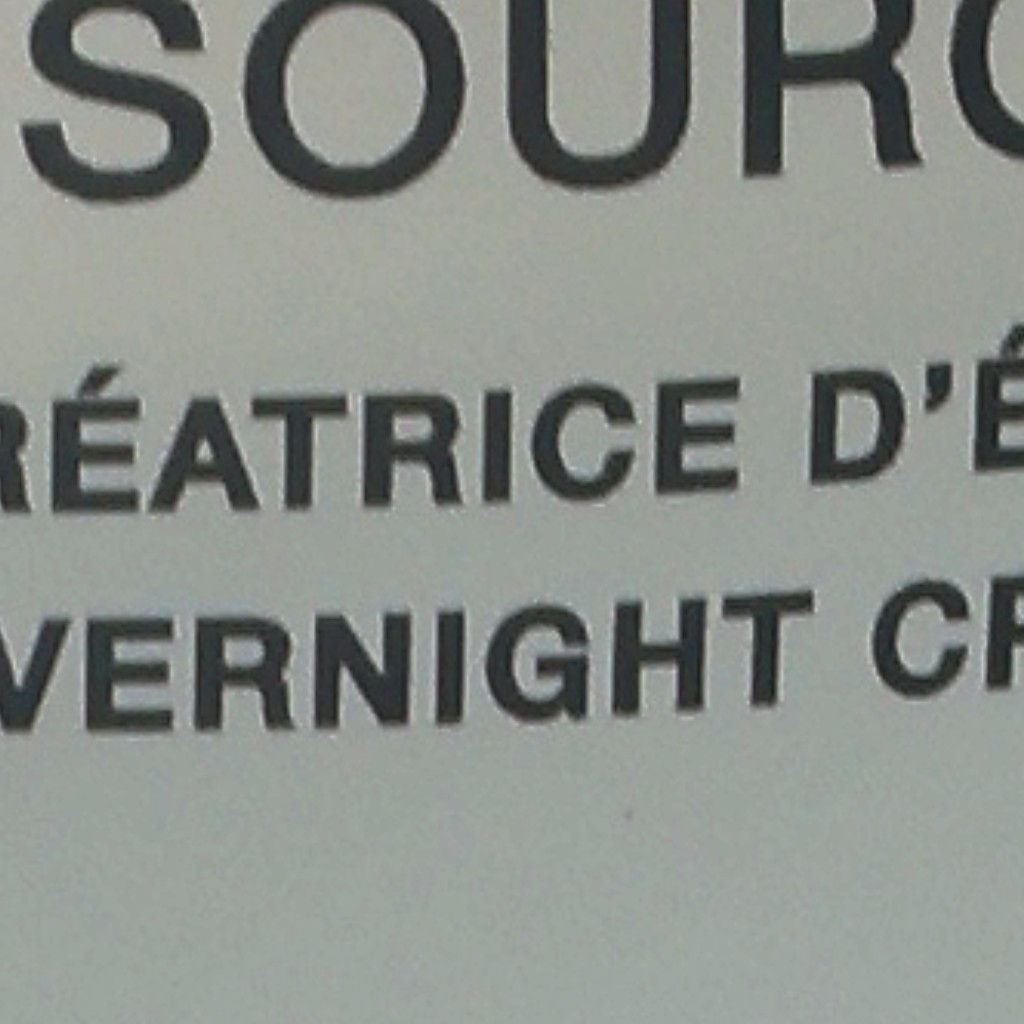 SOURC
RÉATRICE D'É
VERNIGHT CR